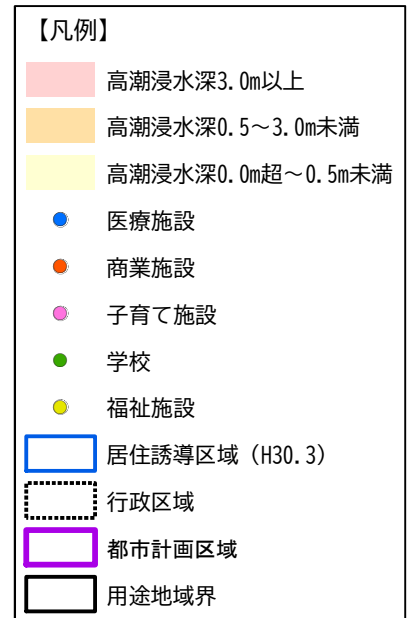 【凡例】
高潮浸水深3.0m以上
高潮浸水深0.5～3.0m未満
高潮浸水深0.0m超～0.5m未満
医療施設
商業施設
子育て施設
学校
福祉施設
居住誘導区域（H30.3）
行政区域
都市計画区域
用途地域界